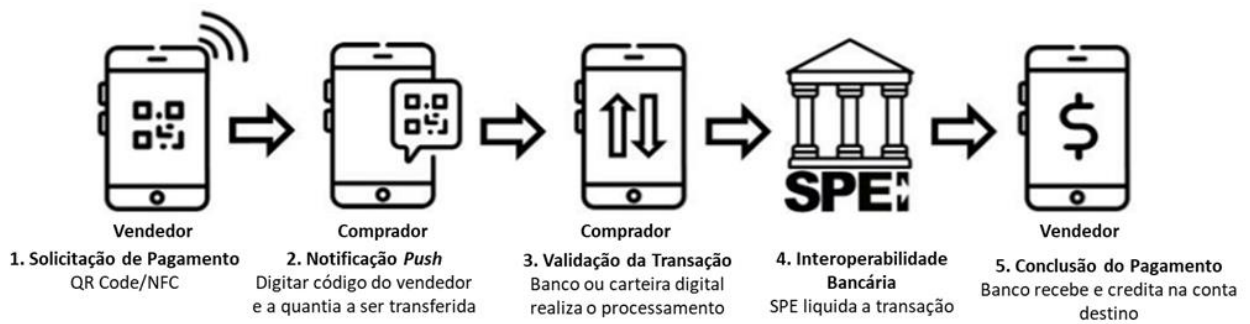 SPEI
Vendedor
1. Solicitação de Pagamento
QR Code/NFC
Comprador
2. Notificação Push
Digitar código do vendedor
e a quantia a ser transferida
Comprador
3. Validação da Transação
Banco ou carteira digital
realiza o processamento
4. Interoperabilidade
Bancária
SPE liquida a transação
$
Vendedor
5. Conclusão do Pagamento
Banco recebe e credita na conta
destino